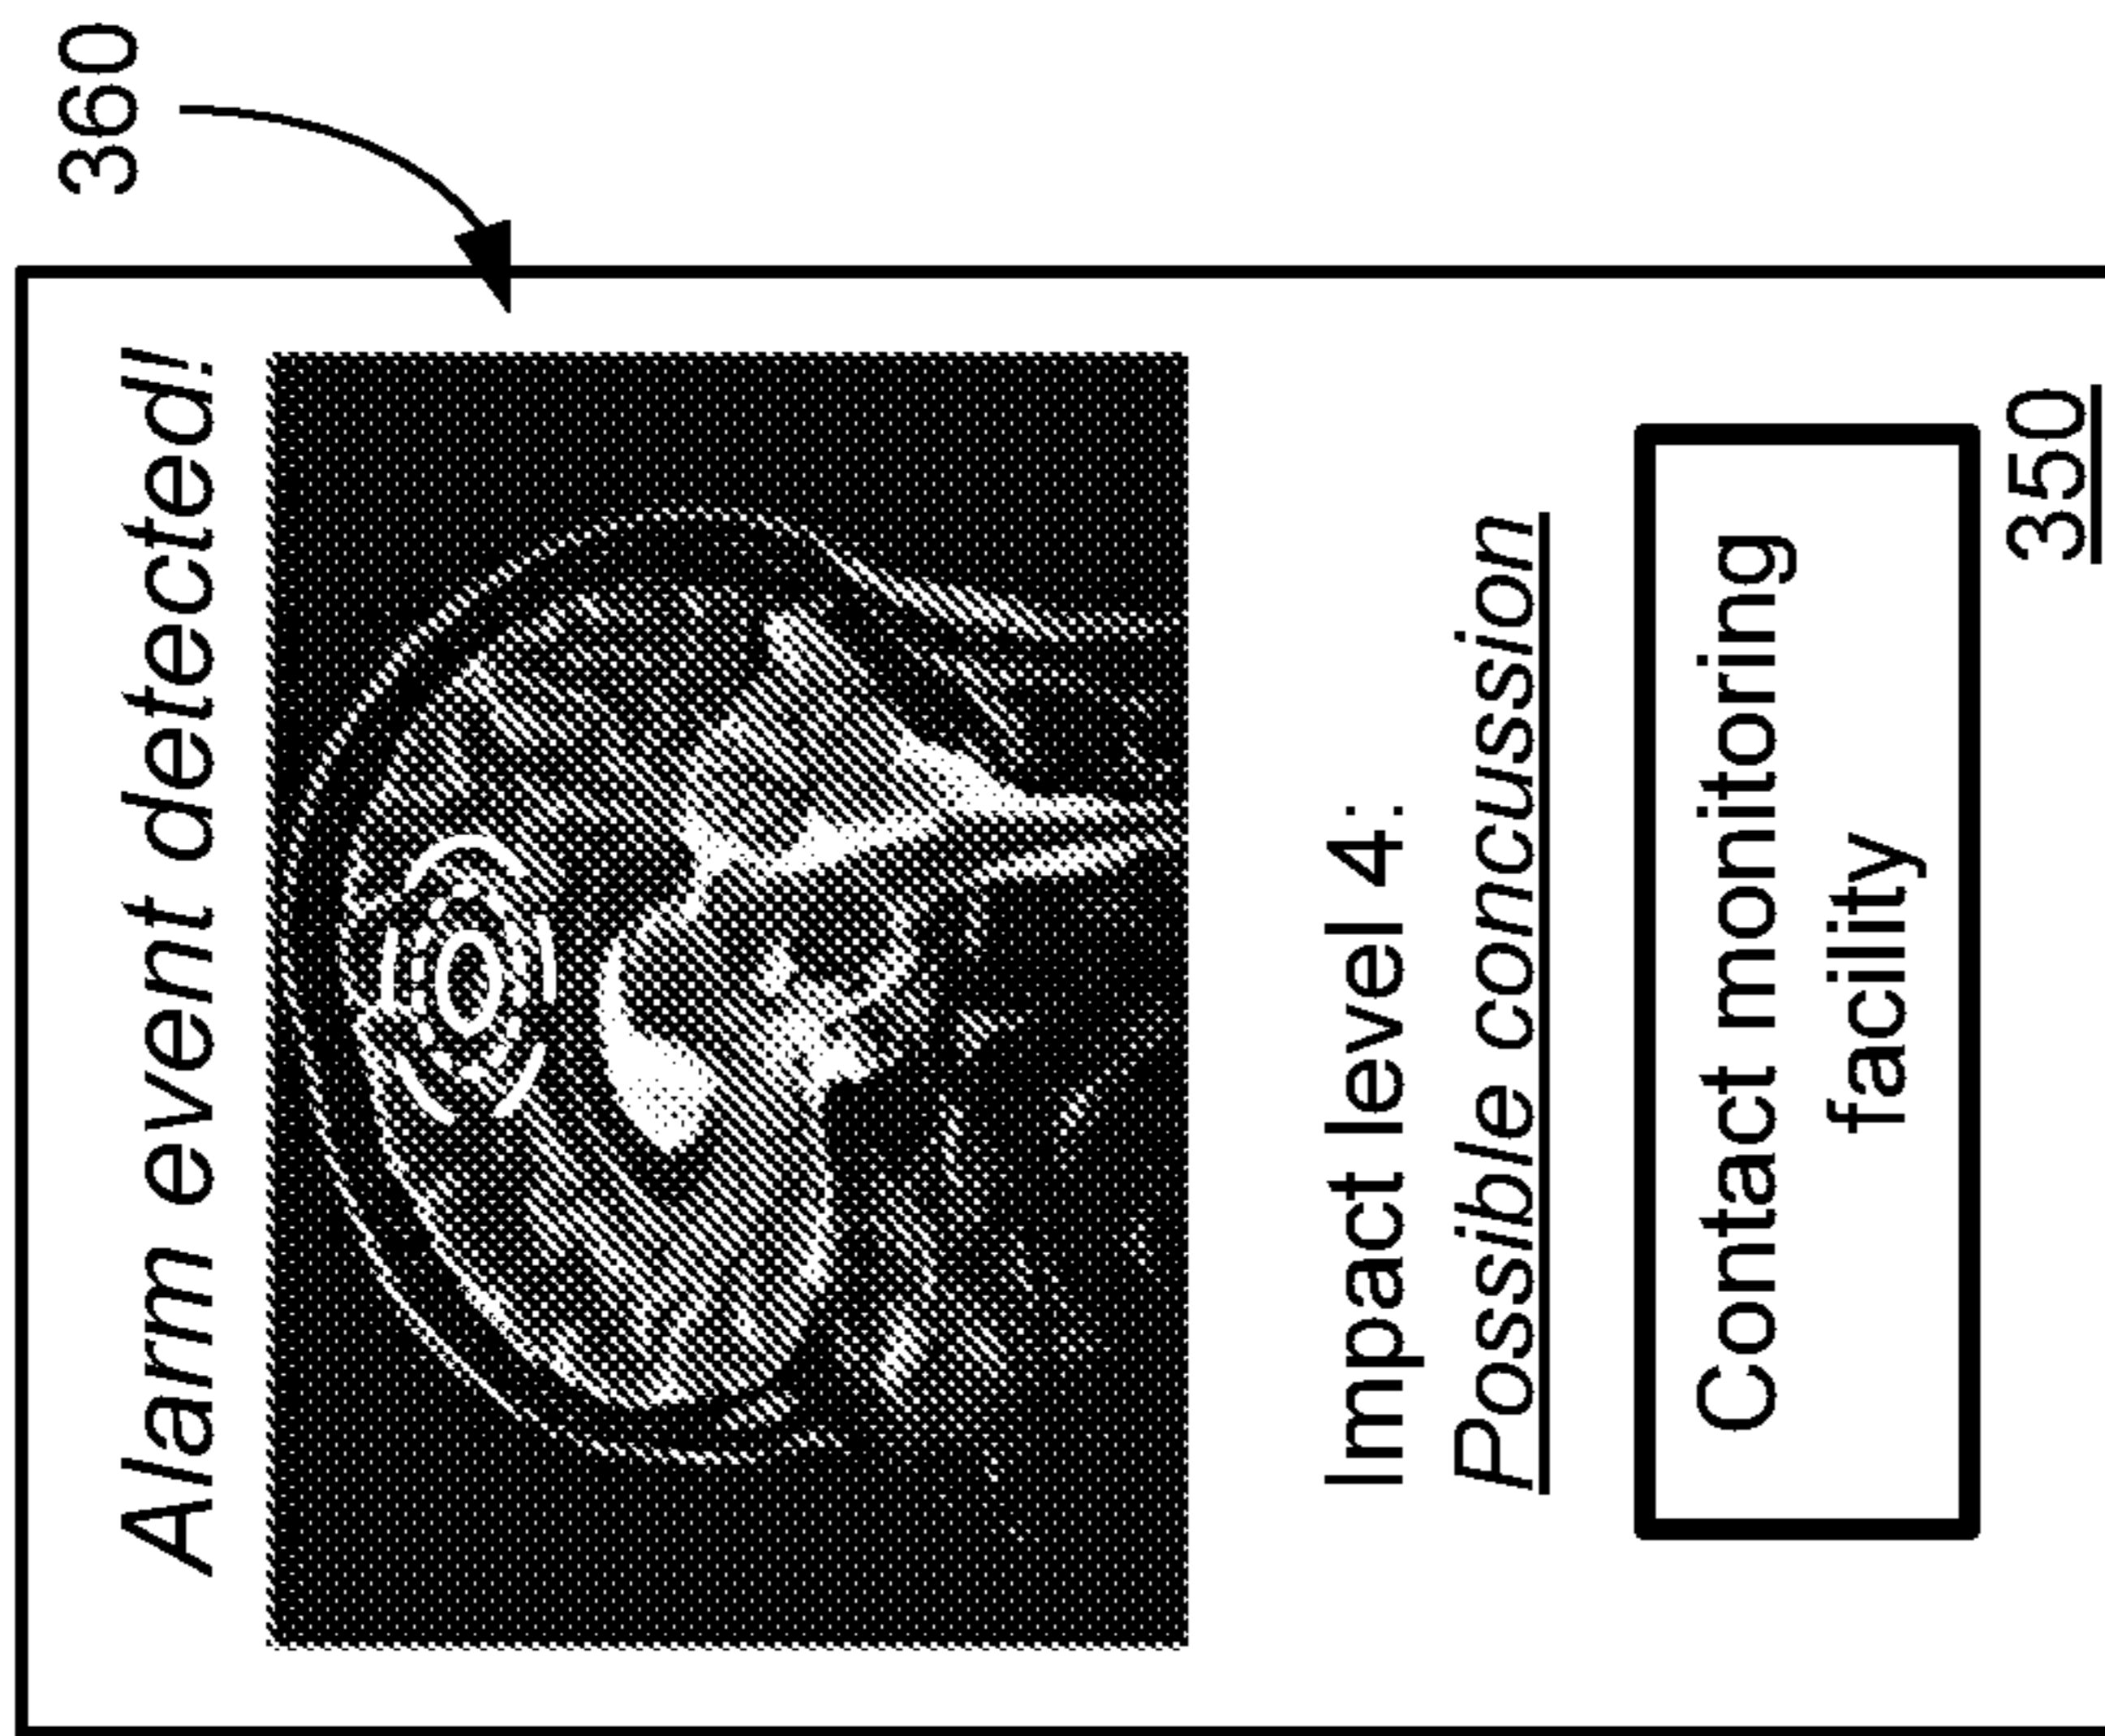 360
Alarm event detected!
Impact level 4:
Possible concussion
Contact monitoring
facility
350